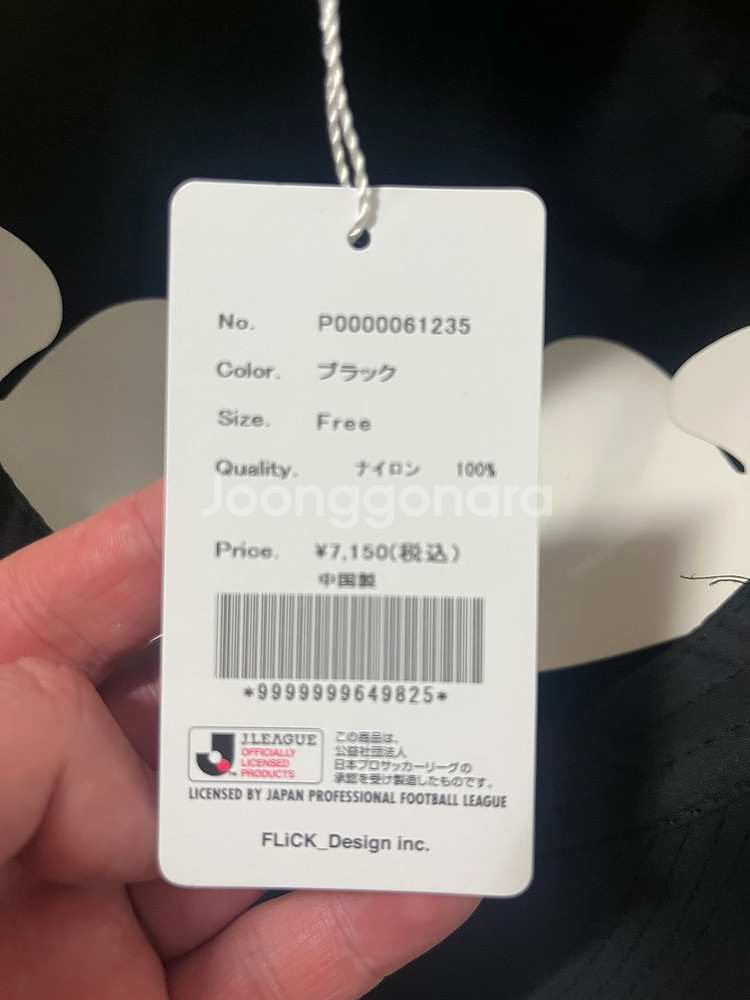 No. P0000061235
Color. ブラック
Size. Free
Quality. ナイロン 100%
Joonggonara
Price. ¥7,150(税込)
中国製
*9999999649825*
J.LEAGUE
OFFICIALLY
LICENSED
PRODUCTS
TM
この商品は、
公益社団法人
日本プロサッカーリーグの
承認を受け製造したものです。
LICENSED BY JAPAN PROFESSIONAL FOOTBALL LEAGUE
FLiCK_Design inc.